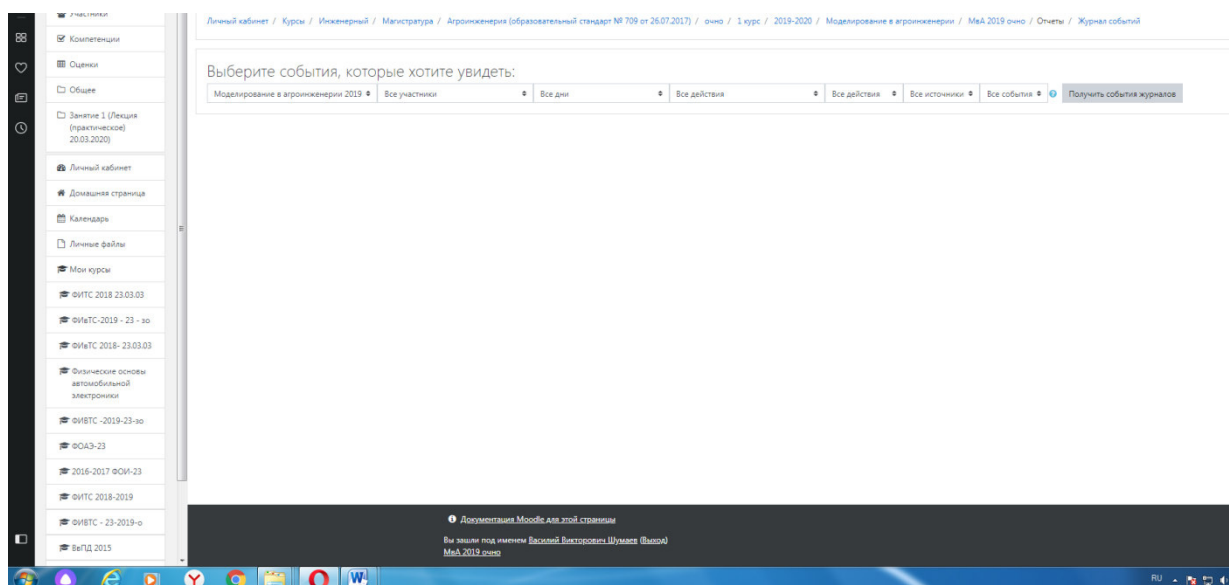 Участники
Личный кабинет / Курсы / Инженерный / Магистратура / Агроинженерия (образовательный стандарт № 709 от 26.07.2017) / очно / 1 курс / 2019-2020 / Моделирование в агроинженерии / МвА 2019 очно / Отчеты / Журнал событий
Компетенции
Оценки
Выберите события, которые хотите увидеть:
Общее
Моделирование в агроинженерии 2019 Все участники Все дни Все действия Все действия Все источники Все события Получить события журналов
Занятие 1 (Лекция
(практическое)
20.03.2020)
Личный кабинет
Домашняя страница
Календарь
Личные файлы
Мои курсы
ФИТС 2018 23.03.03
ФИвТС-2019 - 23 - зо
ФИвТС 2018- 23.03.03
Физические основы
автомобильной
электроники
ФИВТС -2019-23-зо
ФОАЭ-23
2016-2017 ФОИ-23
ФИТС 2018-2019
ФИВТС - 23-2019-о
ВвПД 2015
Документация Moodle для этой страницы
Вы зашли под именем Василий Викторович Шумаев (Выход)
МвА 2019 очно
RU